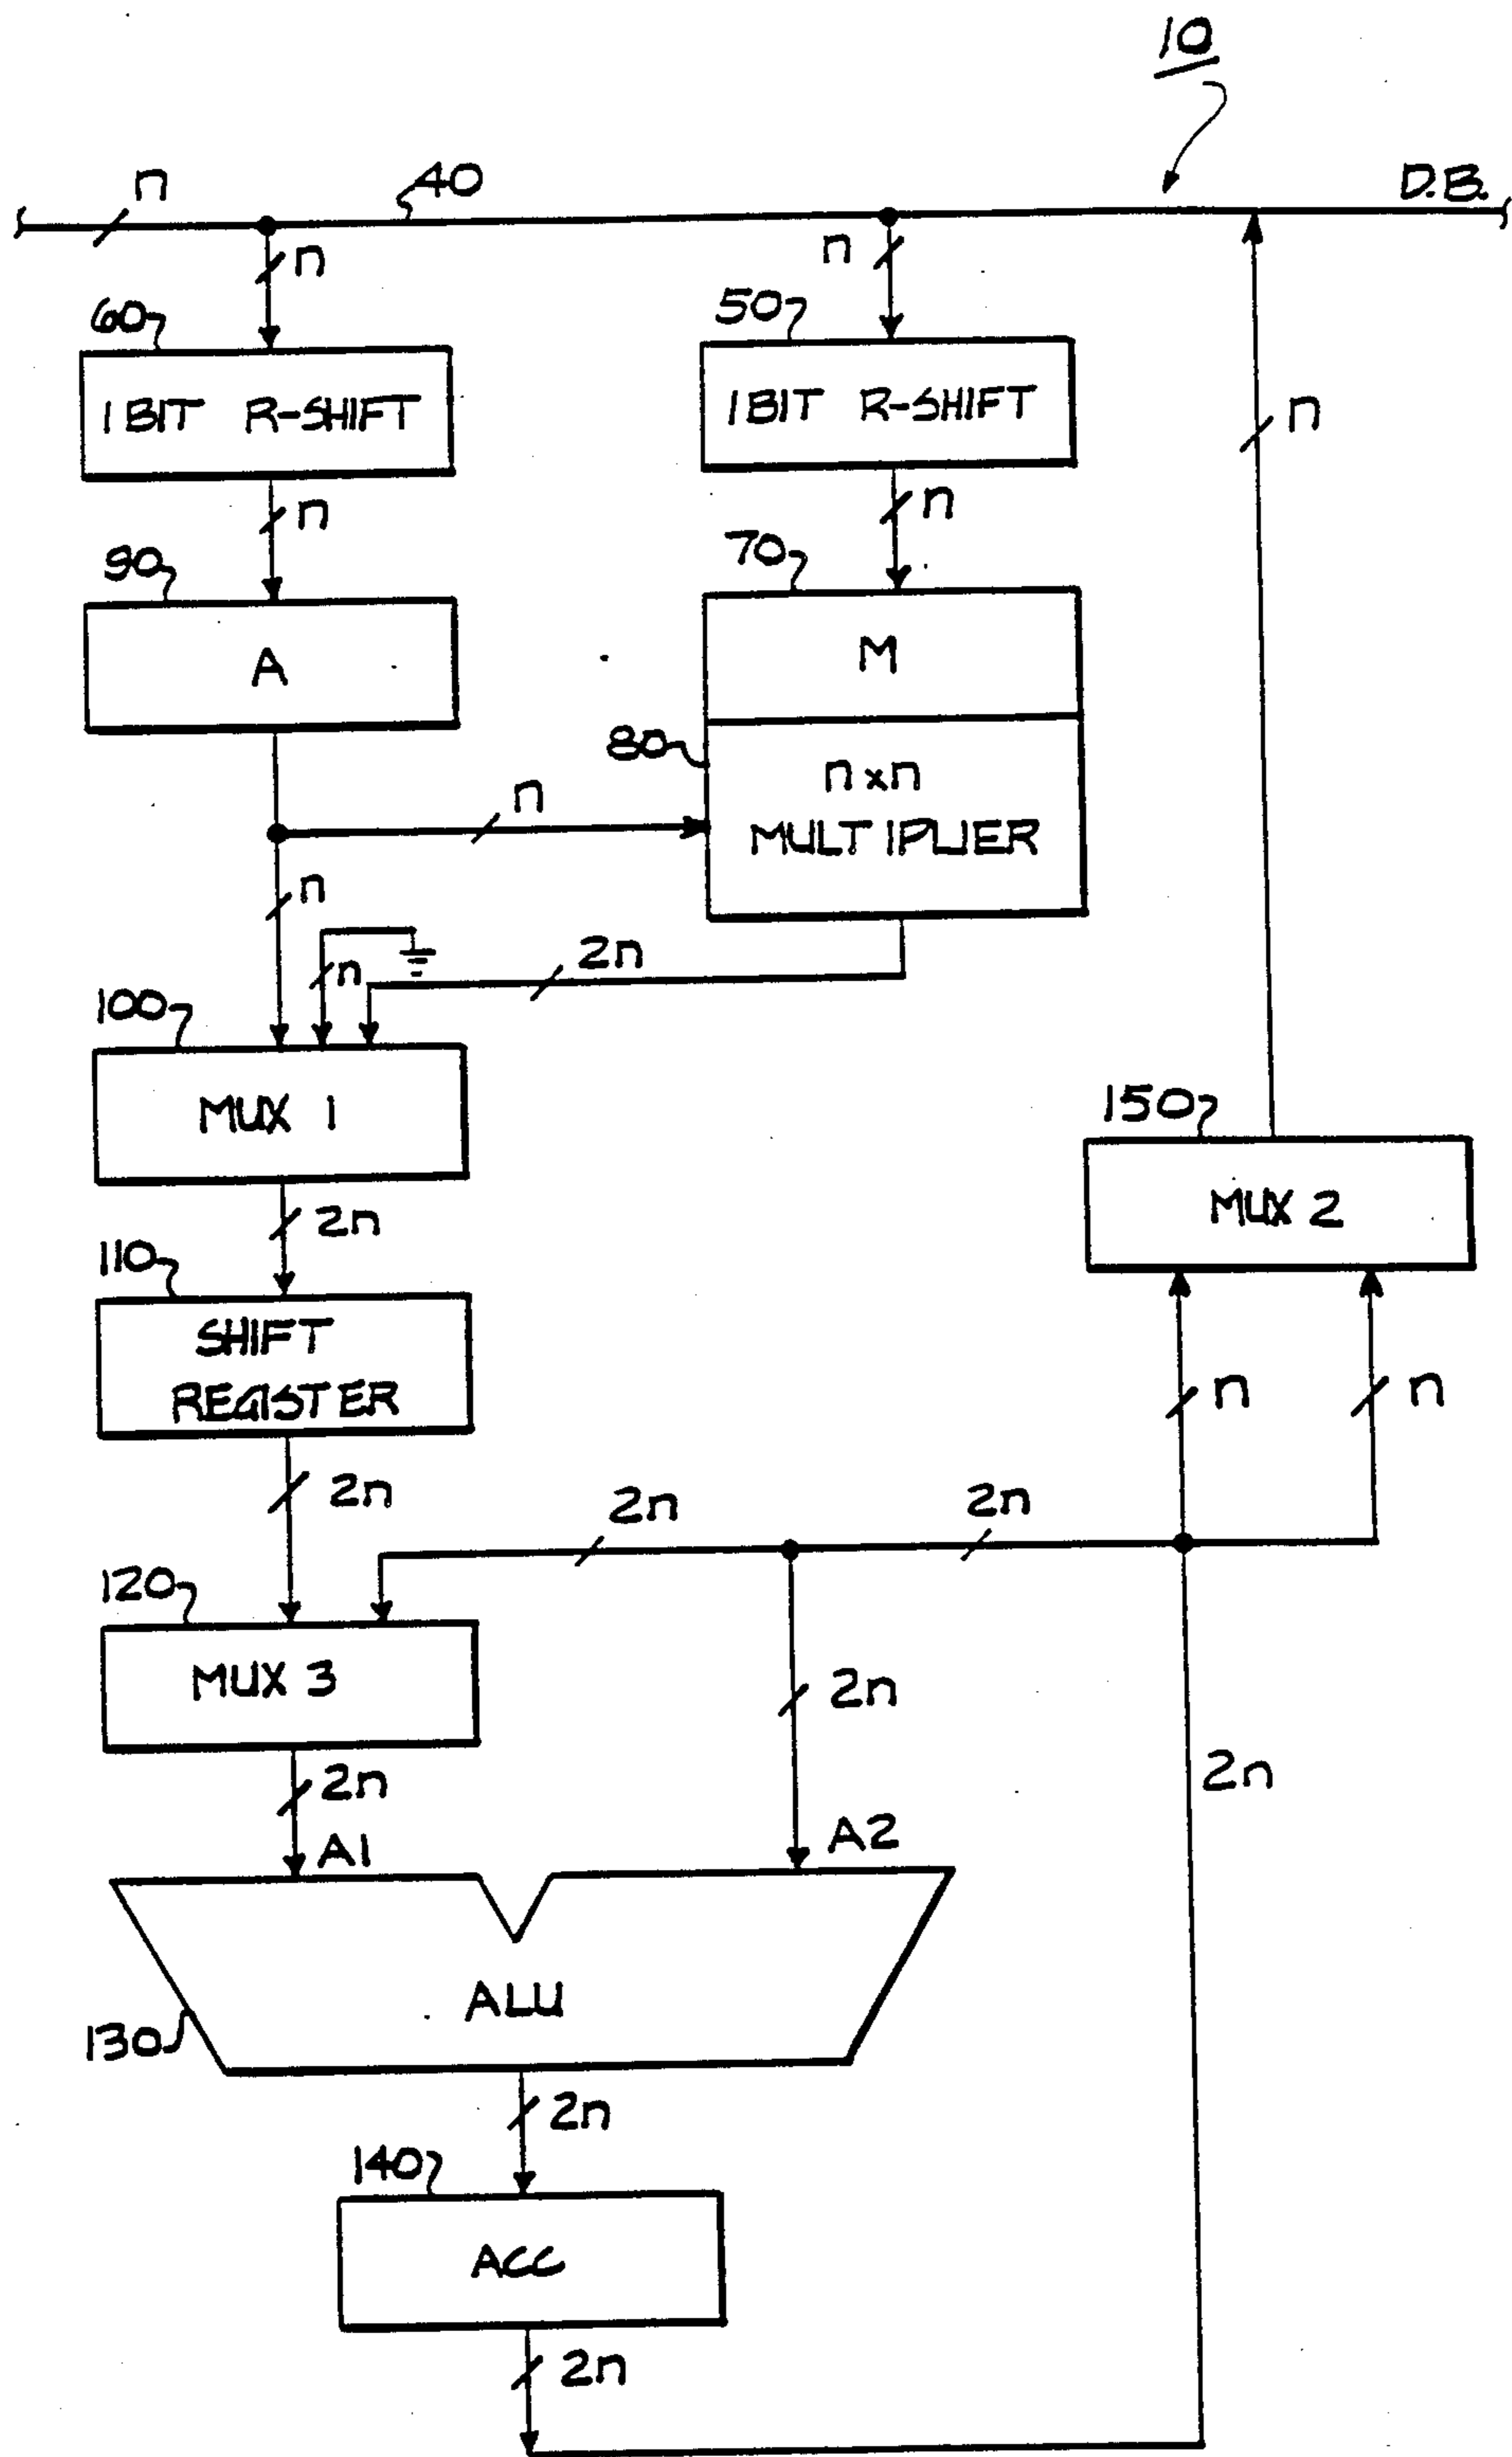 10
n
40
D.B.
n
n
60
50
1 BIT R-SHIFT
1 BIT R-SHIFT
n
n
n
90
70
A
M
80
n x n
MULTIPLIER
n
n
n
2n
100
MUX 1
150
MUX 2
2n
110
SHIFT
REGISTER
n
n
2n
2n
2n
120
MUX 3
2n
2n
2n
A1
A2
ALU
130
2n
140
ACC
2n